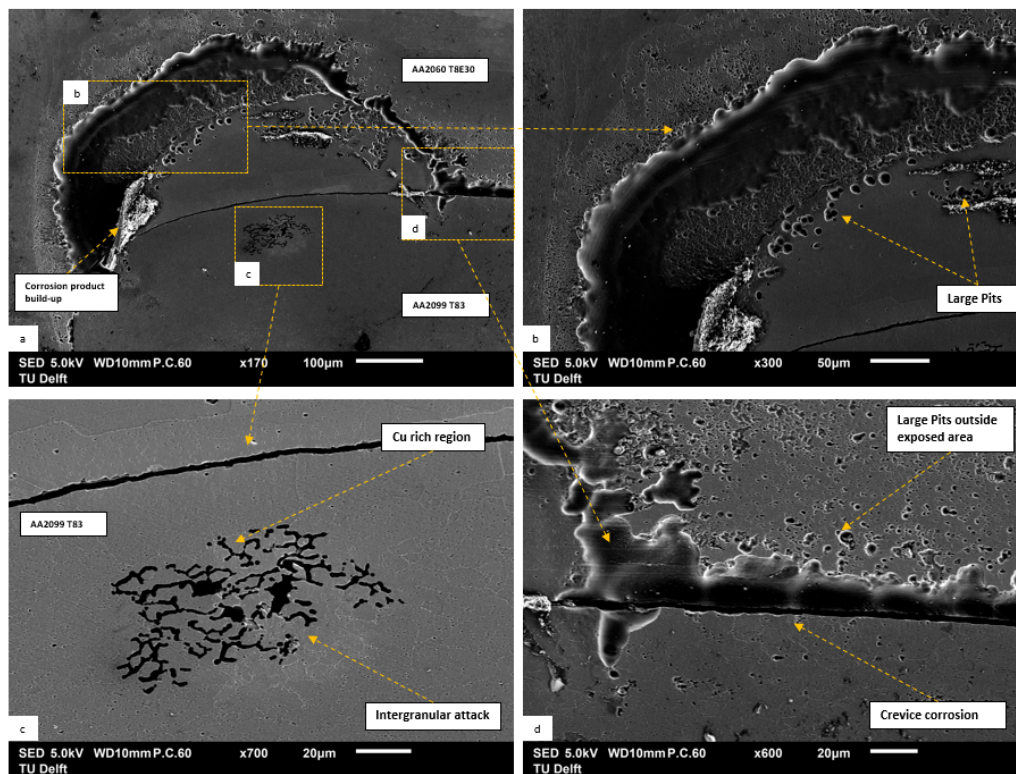 AA2060 T8E30
b
d
c
Corrosion product
build-up
AA2099 T83
a
SED 5.0kV WD10mm P.C.60 x170 100µm
TU Delft
Large Pits
b
SED 5.0kV WD10mm P.C.60 x300 50µm
TU Delft
Cu rich region
AA2099 T83
Intergranular attack
c
SED 5.0kV WD10mm P.C.60 x700 20µm
TU Delft
Large Pits outside
exposed area
Crevice corrosion
d
SED 5.0kV WD10mm P.C.60 x600 20µm
TU Delft